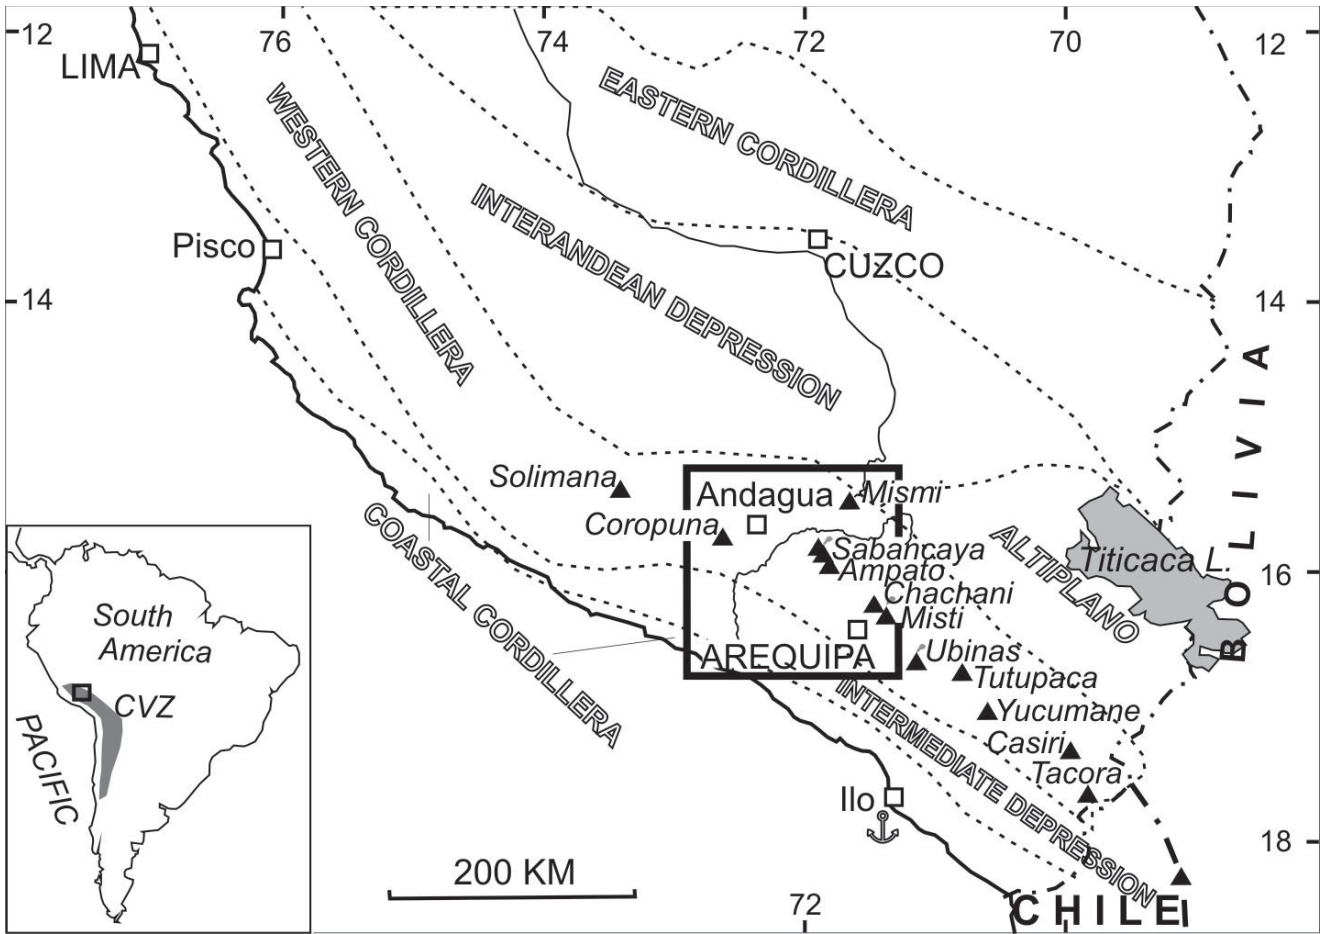 12
76
74
72
70
12
LIMA
EASTERN CORDILLERA
WESTERN CORDILLERA
INTERANDEAN DEPRESSION
Pisco
CUZCO
14
14
BOLIVIA
Solimana
Andagua
Mismi
Coropuna
COASTAL CORDILLERA
Sabancaya
Ampato
ALTIPLANO
Titicaca L.
Chachani
Misti
16
AREQUIPA
Ubinas
Tutupaca
INTERMEDIATE DEPRESSION
Yucumane
Casiri
Tacora
Ilo
18
South
America
CVZ
PACIFIC
200 KM
72
CHILE